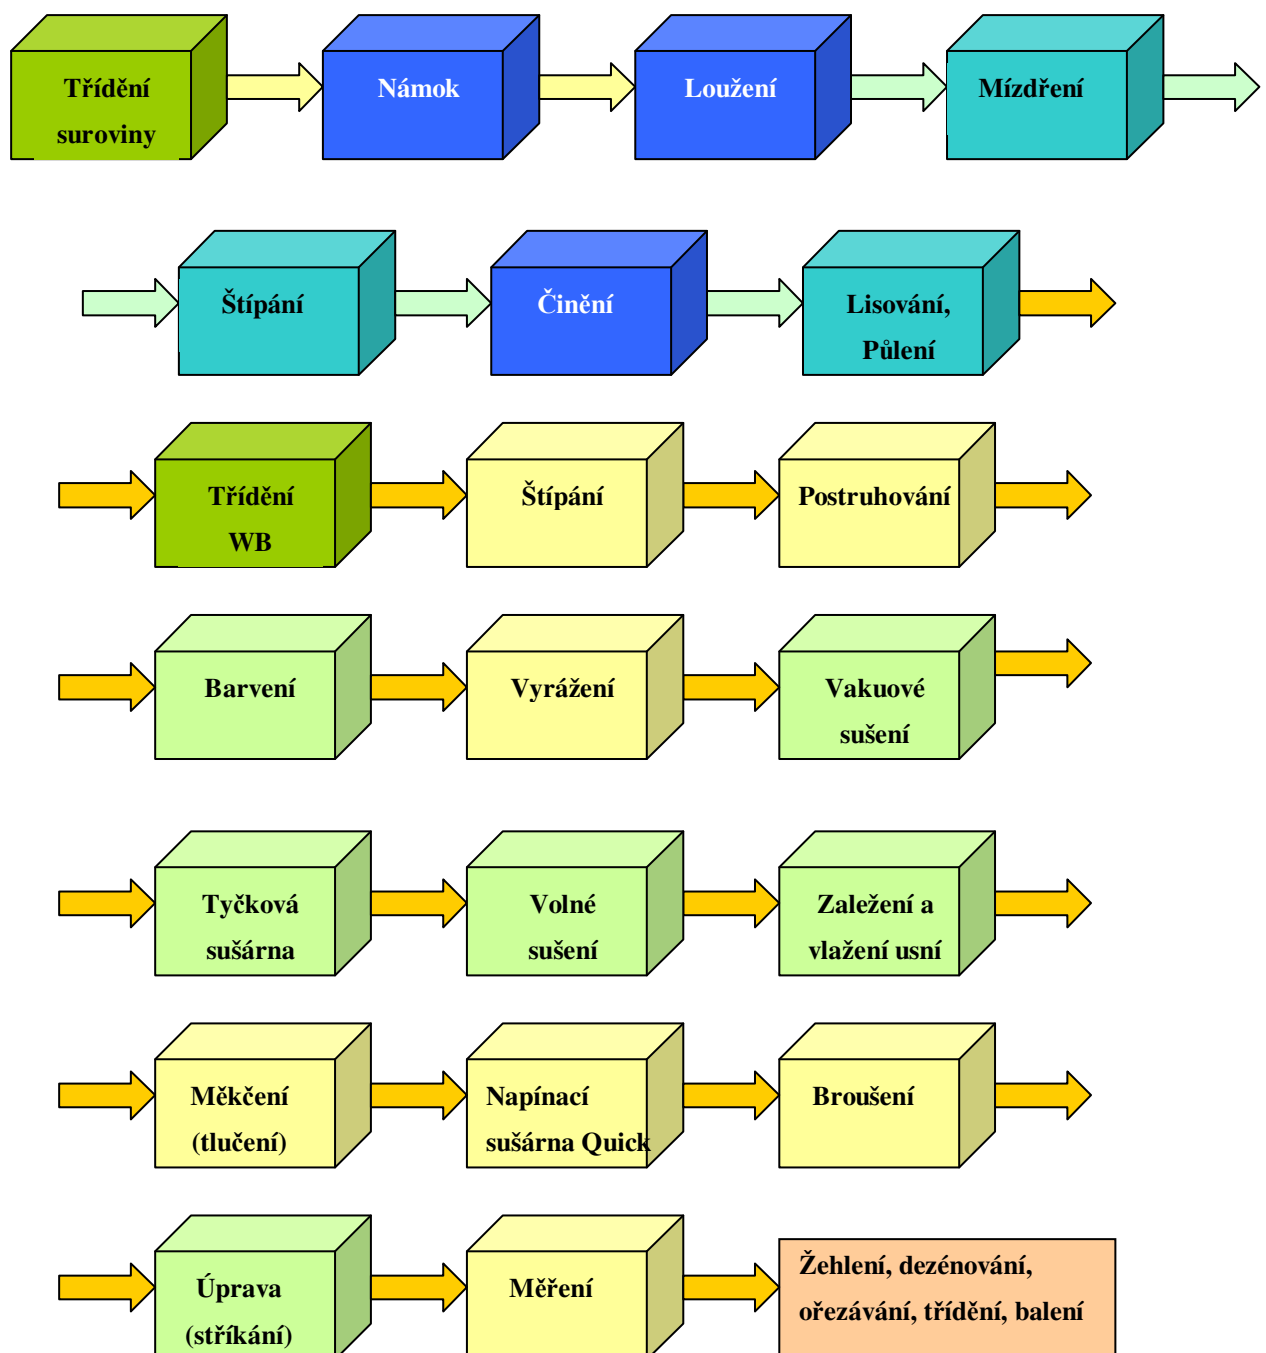 Třídění
suroviny
Námok
Loužení
Mízdření
Štípání
Činění
Lisování,
Půlení
Třídění
WB
Štípání
Postruhování
Barvení
Vyrážení
Vakuové
sušení
Tyčková
sušárna
Volné
sušení
Zaležení a
vlažení usní
Měkčení
(tlučení)
Napínací
sušárna Quick
Broušení
Úprava
(stříkání)
Měření
Žehlení, dezénování,
ořezávání, třídění, balení